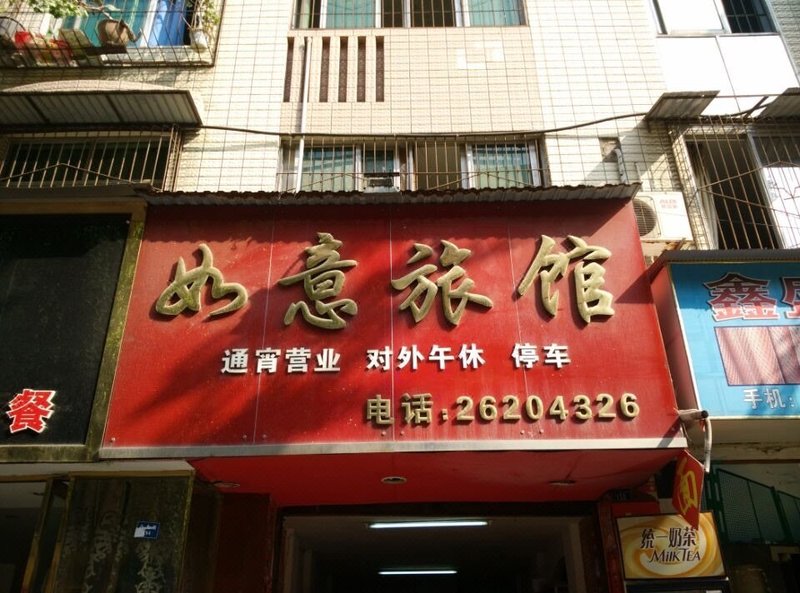 如意旅馆
通宵营业 对外午休 停车
电话:26204326
餐
鑫
手机:
统一奶茶
MilkTEA